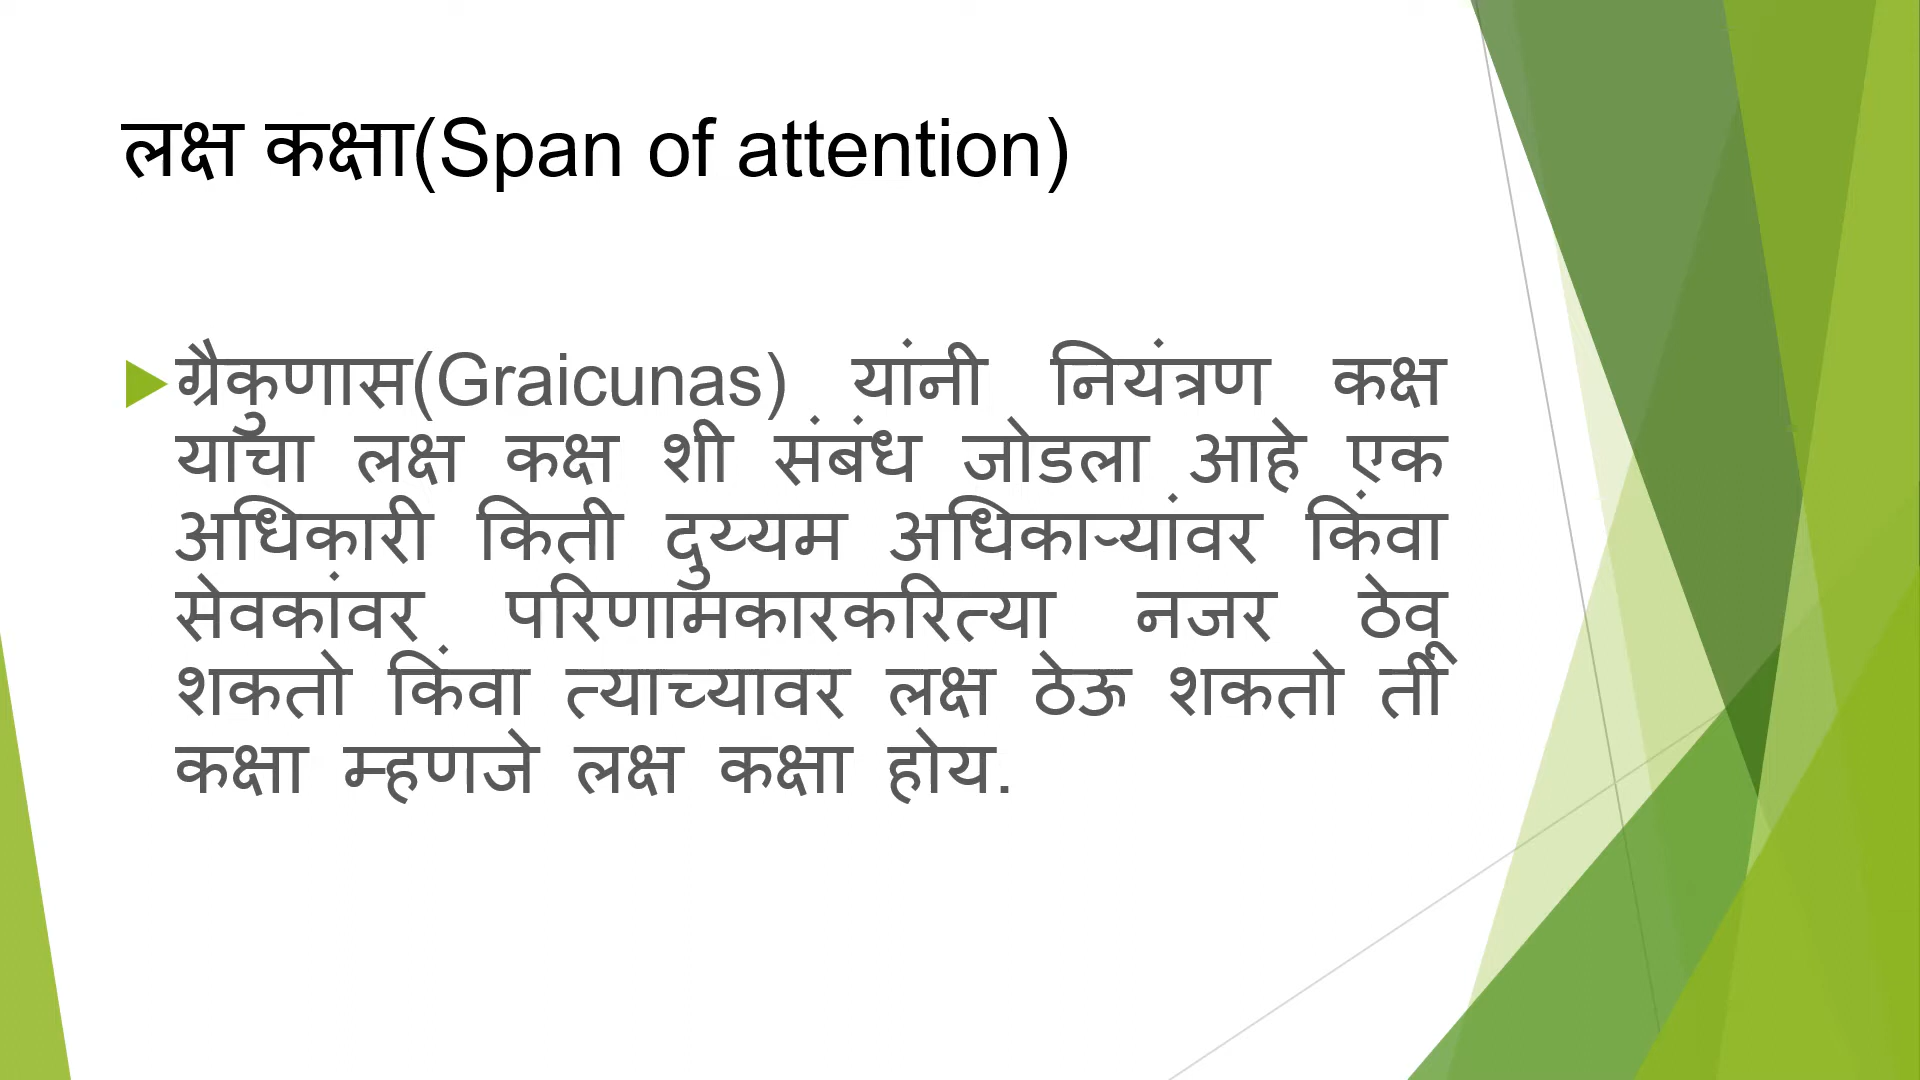 लक्ष कक्षा(Span of attention)
ग्रैकुणास(Graicunas) यांनी नियंत्रण कक्ष
याचा लक्ष कक्ष शी संबंध जोडला आहे एक
अधिकारी किती दुय्यम अधिकाऱ्यांवर किंवा
सेवकांवर परिणामकारकरित्या नजर ठेवू
शकतो किंवा त्याच्यावर लक्ष ठेऊ शकतो ती
कक्षा म्हणजे लक्ष कक्षा होय.